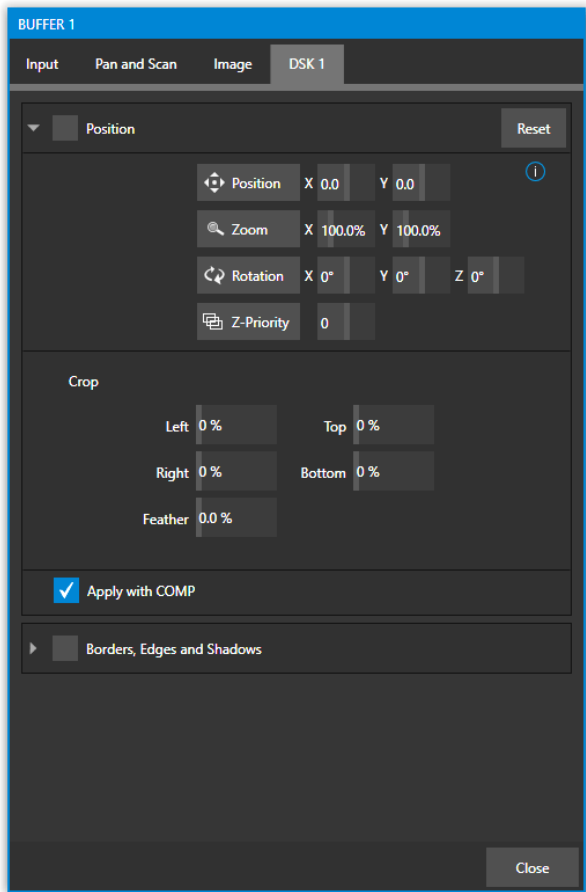 BUFFER 1
Input Pan and Scan Image DSK 1
Position Reset
Position X 0.0 Y 0.0
Zoom X 100.0% Y 100.0%
Rotation X 0° Y 0° Z 0°
Z-Priority 0
Crop
Left 0 % Top 0 %
Right 0 % Bottom 0 %
Feather 0.0 %
Apply with COMP
Borders, Edges and Shadows
Close